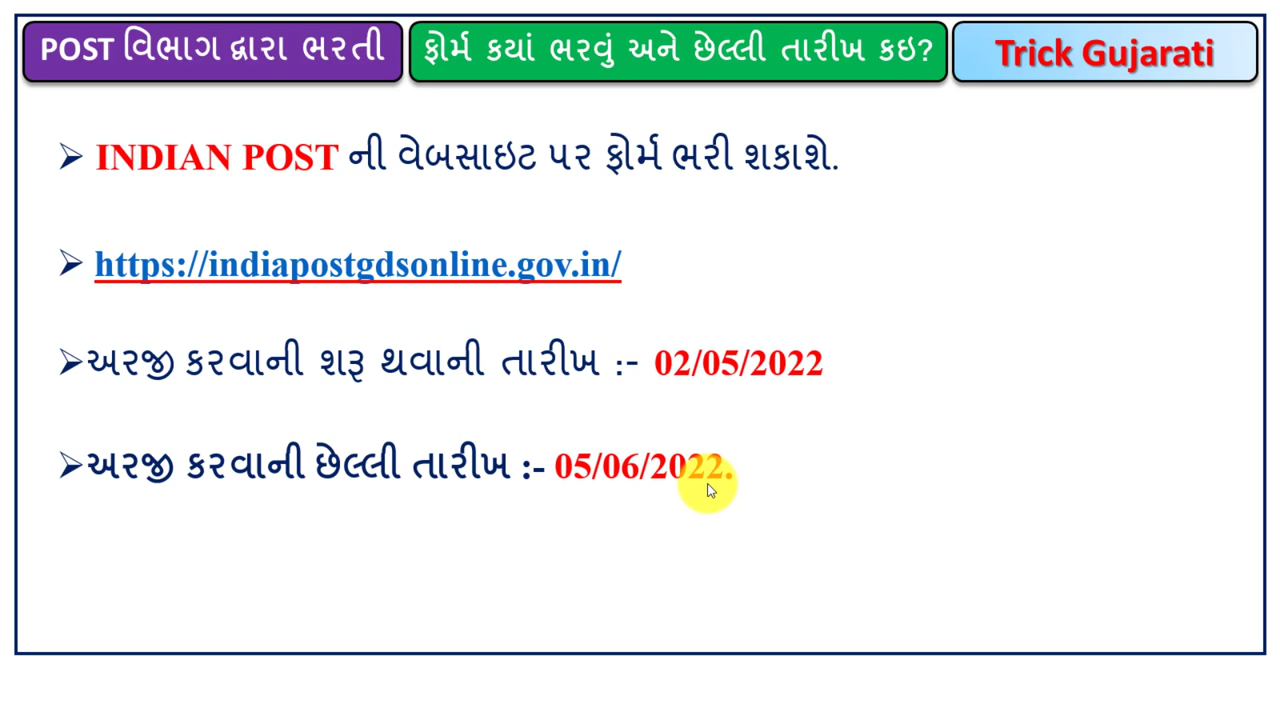 POST વિભાગ દ્વારા ભરતી
ફોર્મ કયાં ભરવું અને છેલ્લી તારીખ કઇ?
Trick Gujarati
➢ INDIAN POST ની વેબસાઇટ પર ફોર્મ ભરી શકાશે.
➢ https://indiapostgdsonline.gov.in/
➢અરજી કરવાની શરૂ થવાની તારીખ :- 02/05/2022
➢અરજી કરવાની છેલ્લી તારીખ :- 05/06/2022.